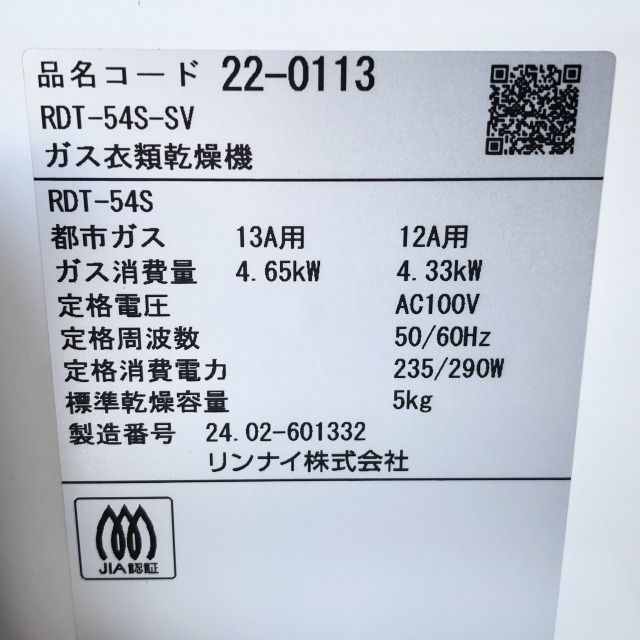 品名コード 22-0113
RDT-54S-SV
ガス衣類乾燥機
RDT-54S
都市ガス 13A用 12A用
ガス消費量 4.65kW 4.33kW
定格電圧 AC100V
定格周波数 50/60Hz
定格消費電力 235/290W
標準乾燥容量 5kg
製造番号 24.02-601332
リンナイ株式会社
JIA認証